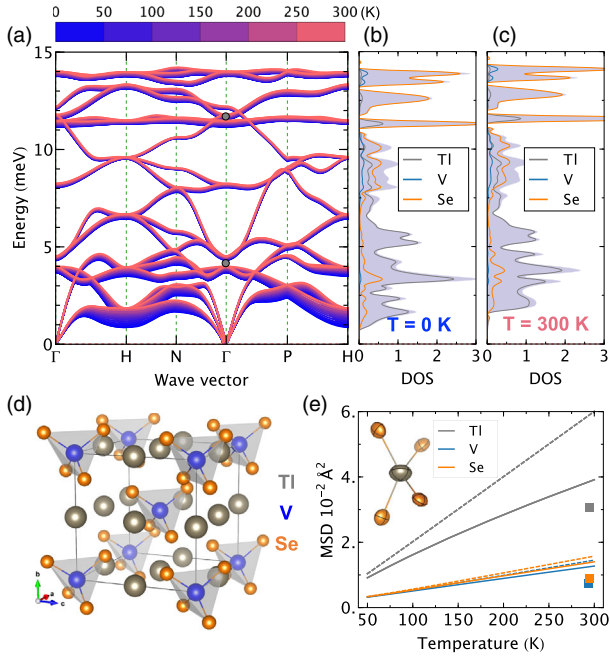 0 50 100 150 200 250 300 (K)
(a) (b) (c)
15
10
5
0
Energy (meV)
Γ H N Γ P H
Wave vector
Tl
V
Se
T = 0 K
0 1 2 3
DOS
Tl
V
Se
T = 300 K
0 1 2 3
DOS
(d)
Tl
V
Se
b
a
c
(e)
6.
4.
2.
0.
MSD 10⁻² Å²
Tl
V
Se
50 100 150 200 250 300
Temperature (K)